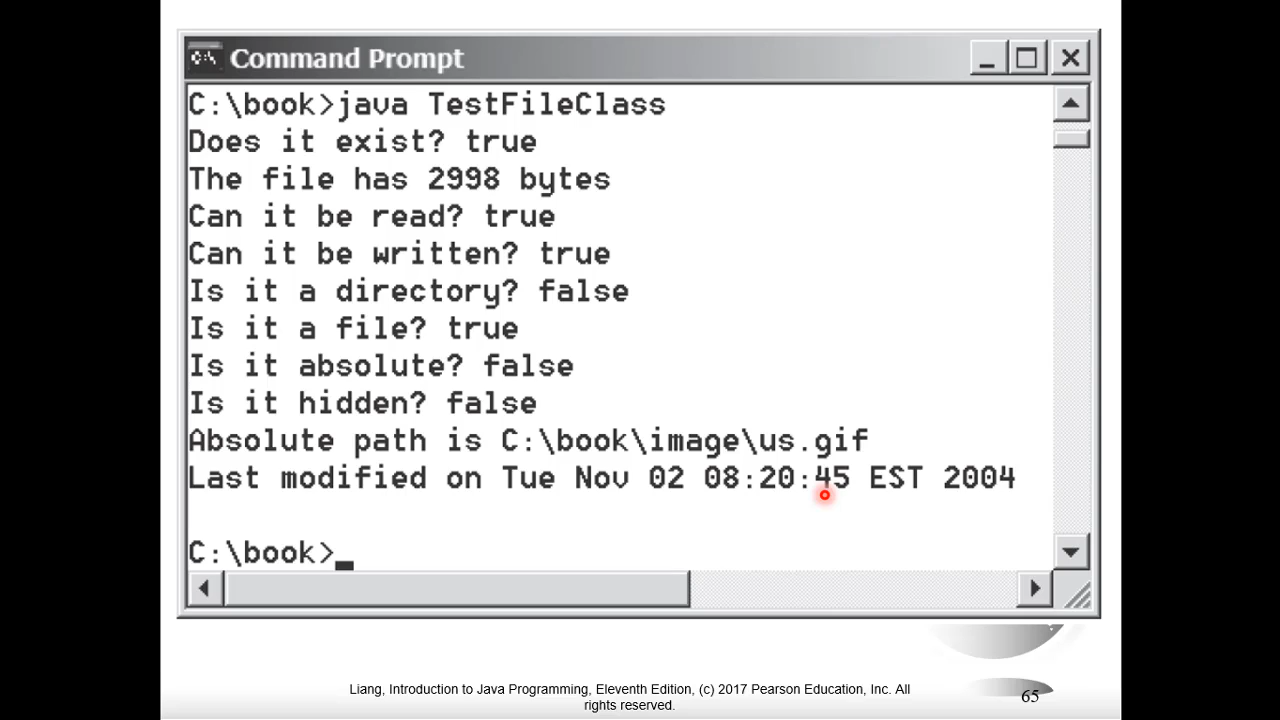 Command Prompt
C:\book>java TestFileClass
Does it exist? true
The file has 2998 bytes
Can it be read? true
Can it be written? true
Is it a directory? false
Is it a file? true
Is it absolute? false
Is it hidden? false
Absolute path is C:\book\image\us.gif
Last modified on Tue Nov 02 08:20:45 EST 2004
C:\book>_
Liang, Introduction to Java Programming, Eleventh Edition, (c) 2017 Pearson Education, Inc. All
rights reserved.
65